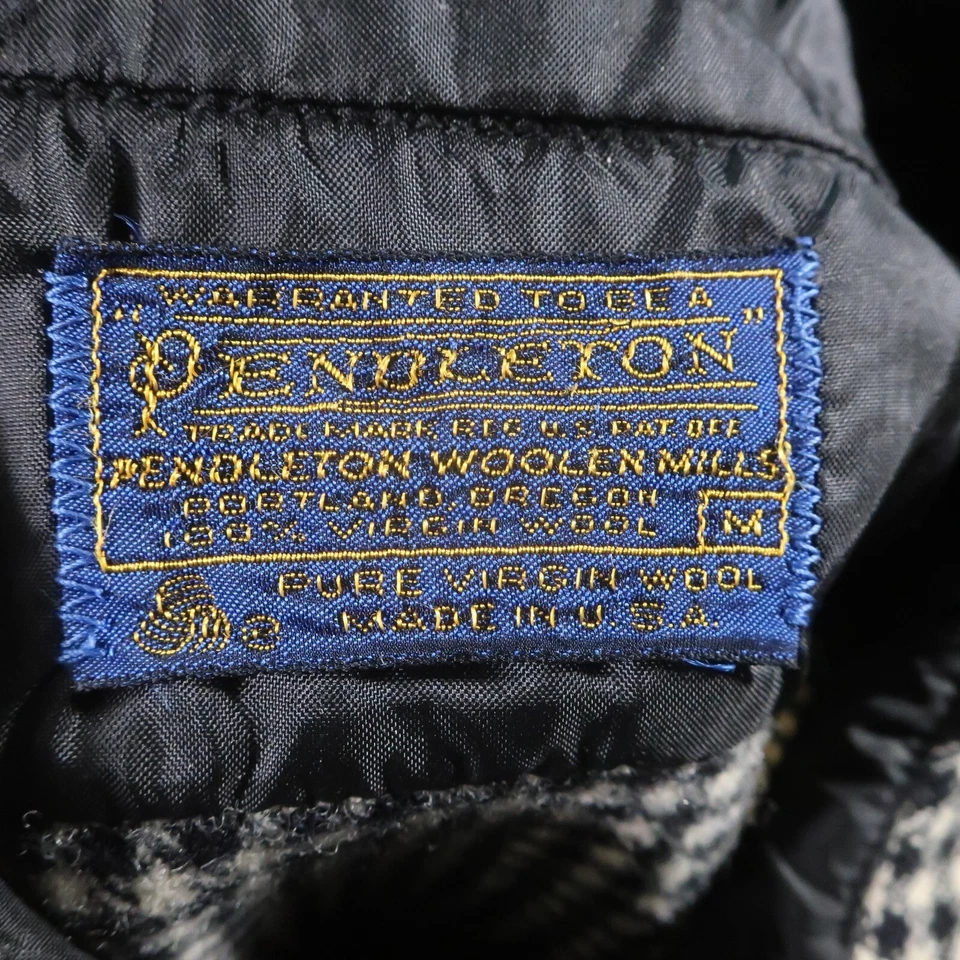 "WARRANTED TO BE A
PENDLETON"
TRADE MARK REG U.S. PAT OFF
PENDLETON WOOLEN MILLS
PORTLAND, OREGON
100% VIRGIN WOOL
M
PURE VIRGIN WOOL
® MADE IN U.S.A.